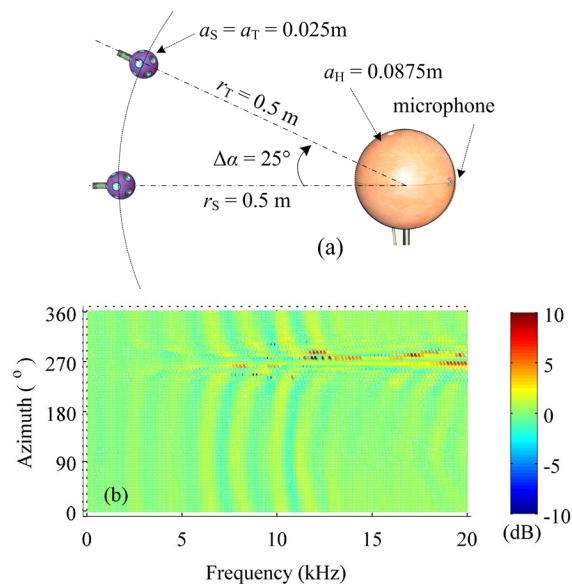 a_S = a_T = 0.025m
a_H = 0.0875m
microphone
r_T = 0.5 m
Δα = 25°
r_S = 0.5 m
(a)
360
270
180
90
0
Azimuth ( ° )
(b)
0
5
10
15
20
Frequency (kHz)
10
5
0
-5
-10
(dB)